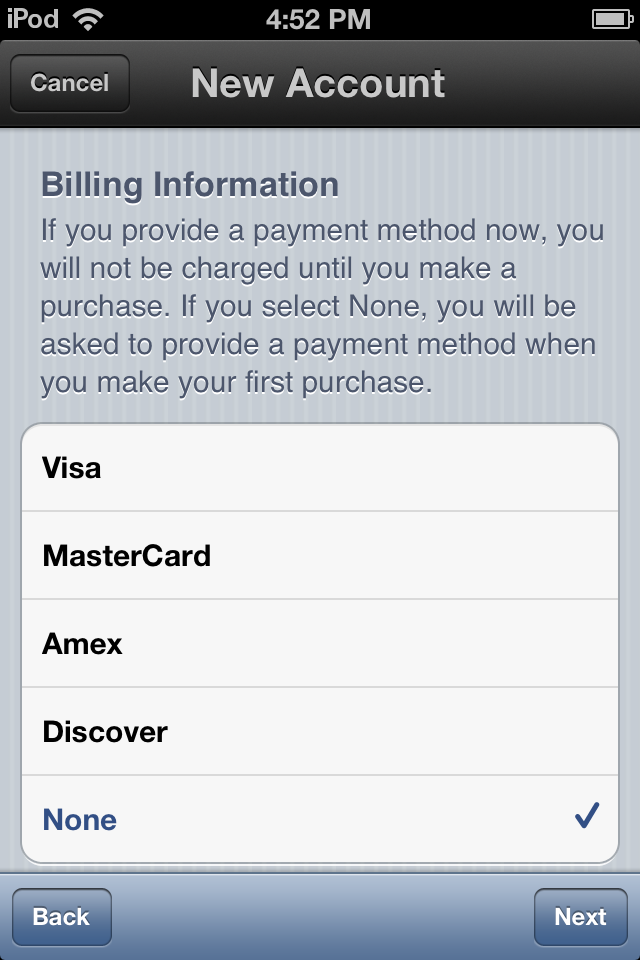 iPod 4:52 PM
Cancel New Account
Billing Information
If you provide a payment method now, you
will not be charged until you make a
purchase. If you select None, you will be
asked to provide a payment method when
you make your first purchase.
Visa
MasterCard
Amex
Discover
None
Back Next